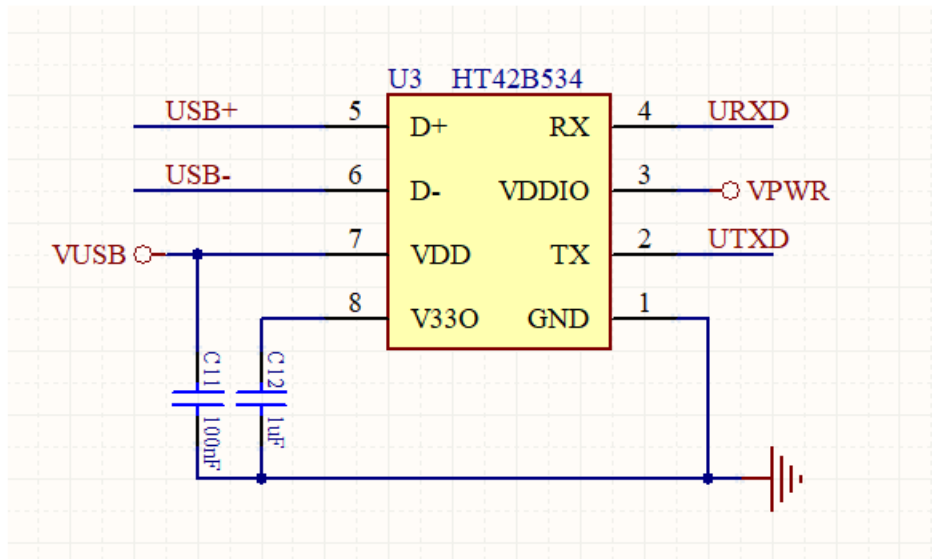 U3 HT42B534
USB+ 5 D+ RX 4 URXD
USB- 6 D- VDDIO 3 VPWR
VUSB 7 VDD TX 2 UTXD
8 V33O GND 1
C11 C12
100nF 1uF